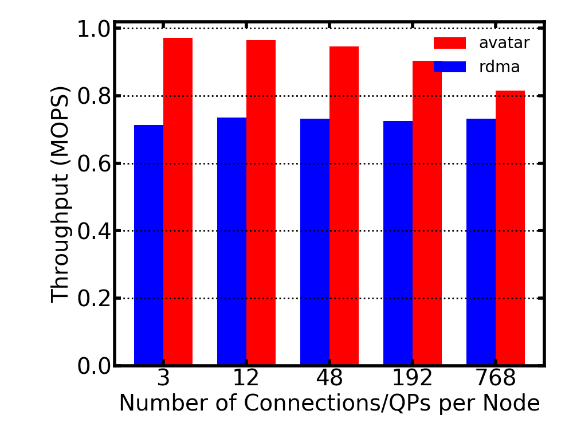 1.0
0.8
0.6
0.4
0.2
0.0
Throughput (MOPS)
avatar
rdma
3 12 48 192 768
Number of Connections/QPs per Node